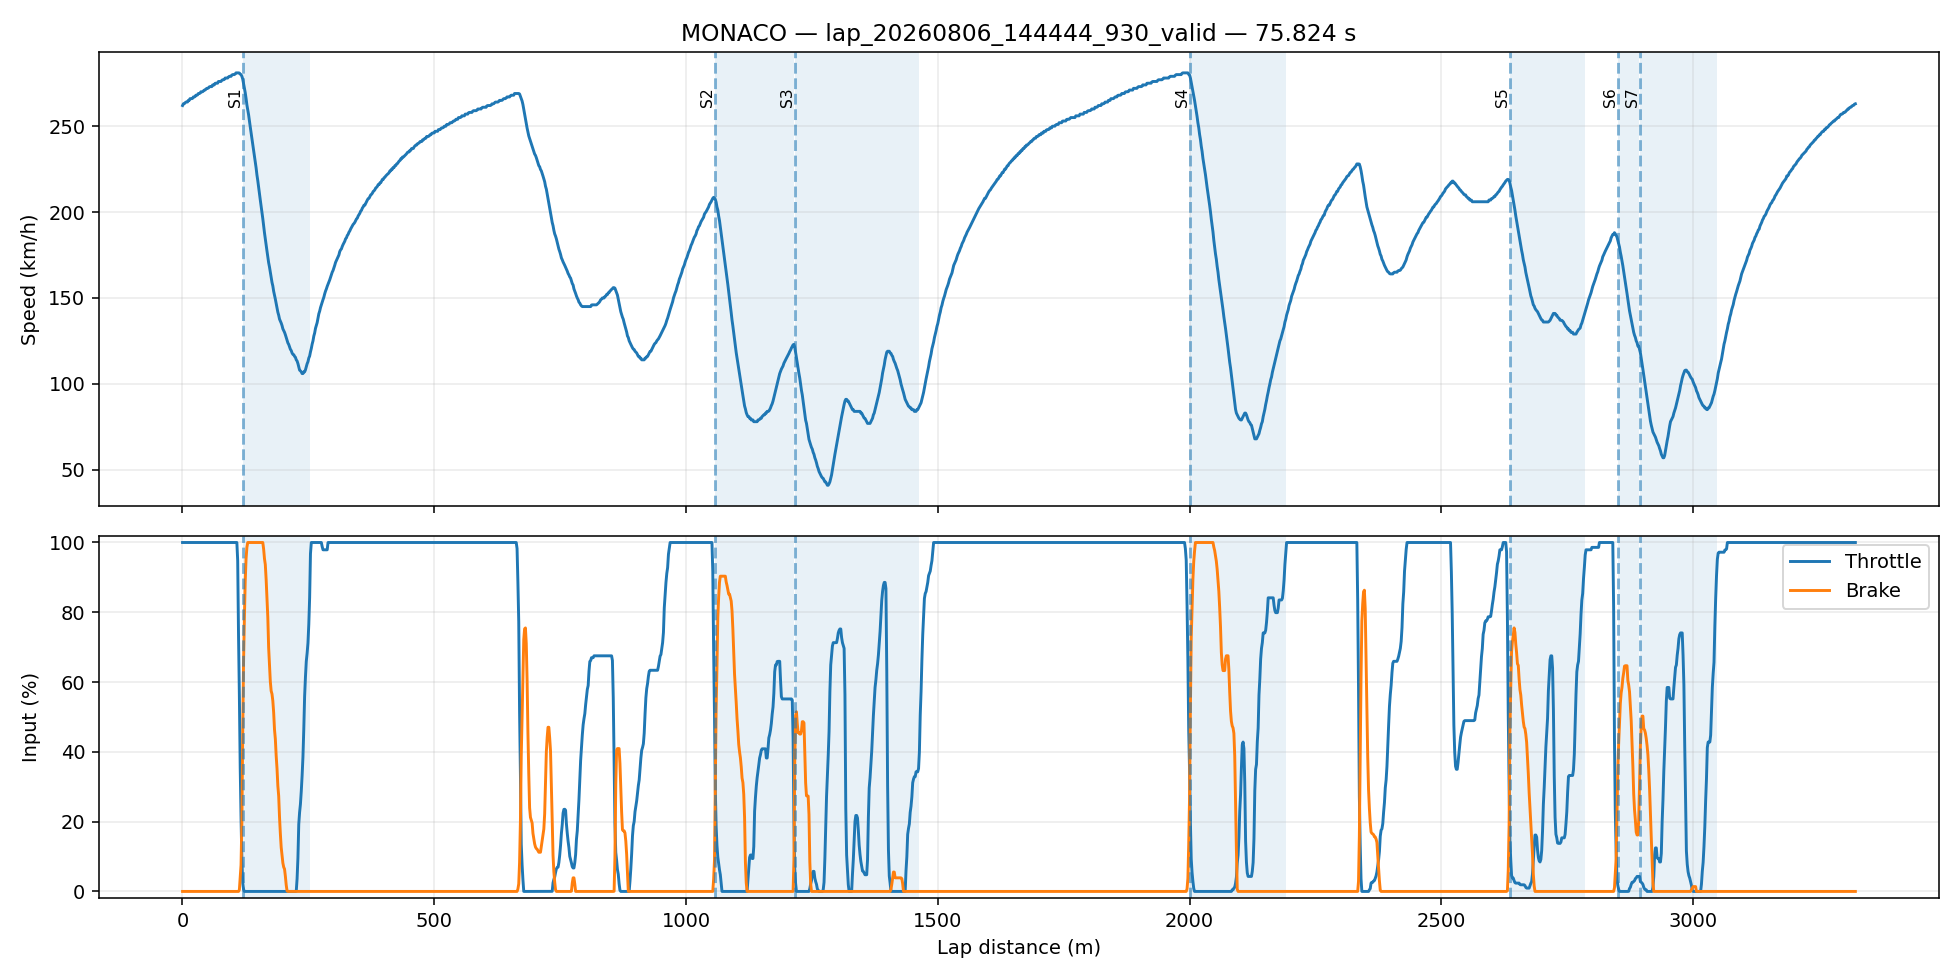 MONACO — lap_20260806_144444_930_valid — 75.824 s
Speed (km/h)
250
200
150
100
50
S1
S2
S3
S4
S5
S6
S7
Input (%)
100
80
60
40
20
0
Throttle
Brake
0
500
1000
1500
2000
2500
3000
Lap distance (m)